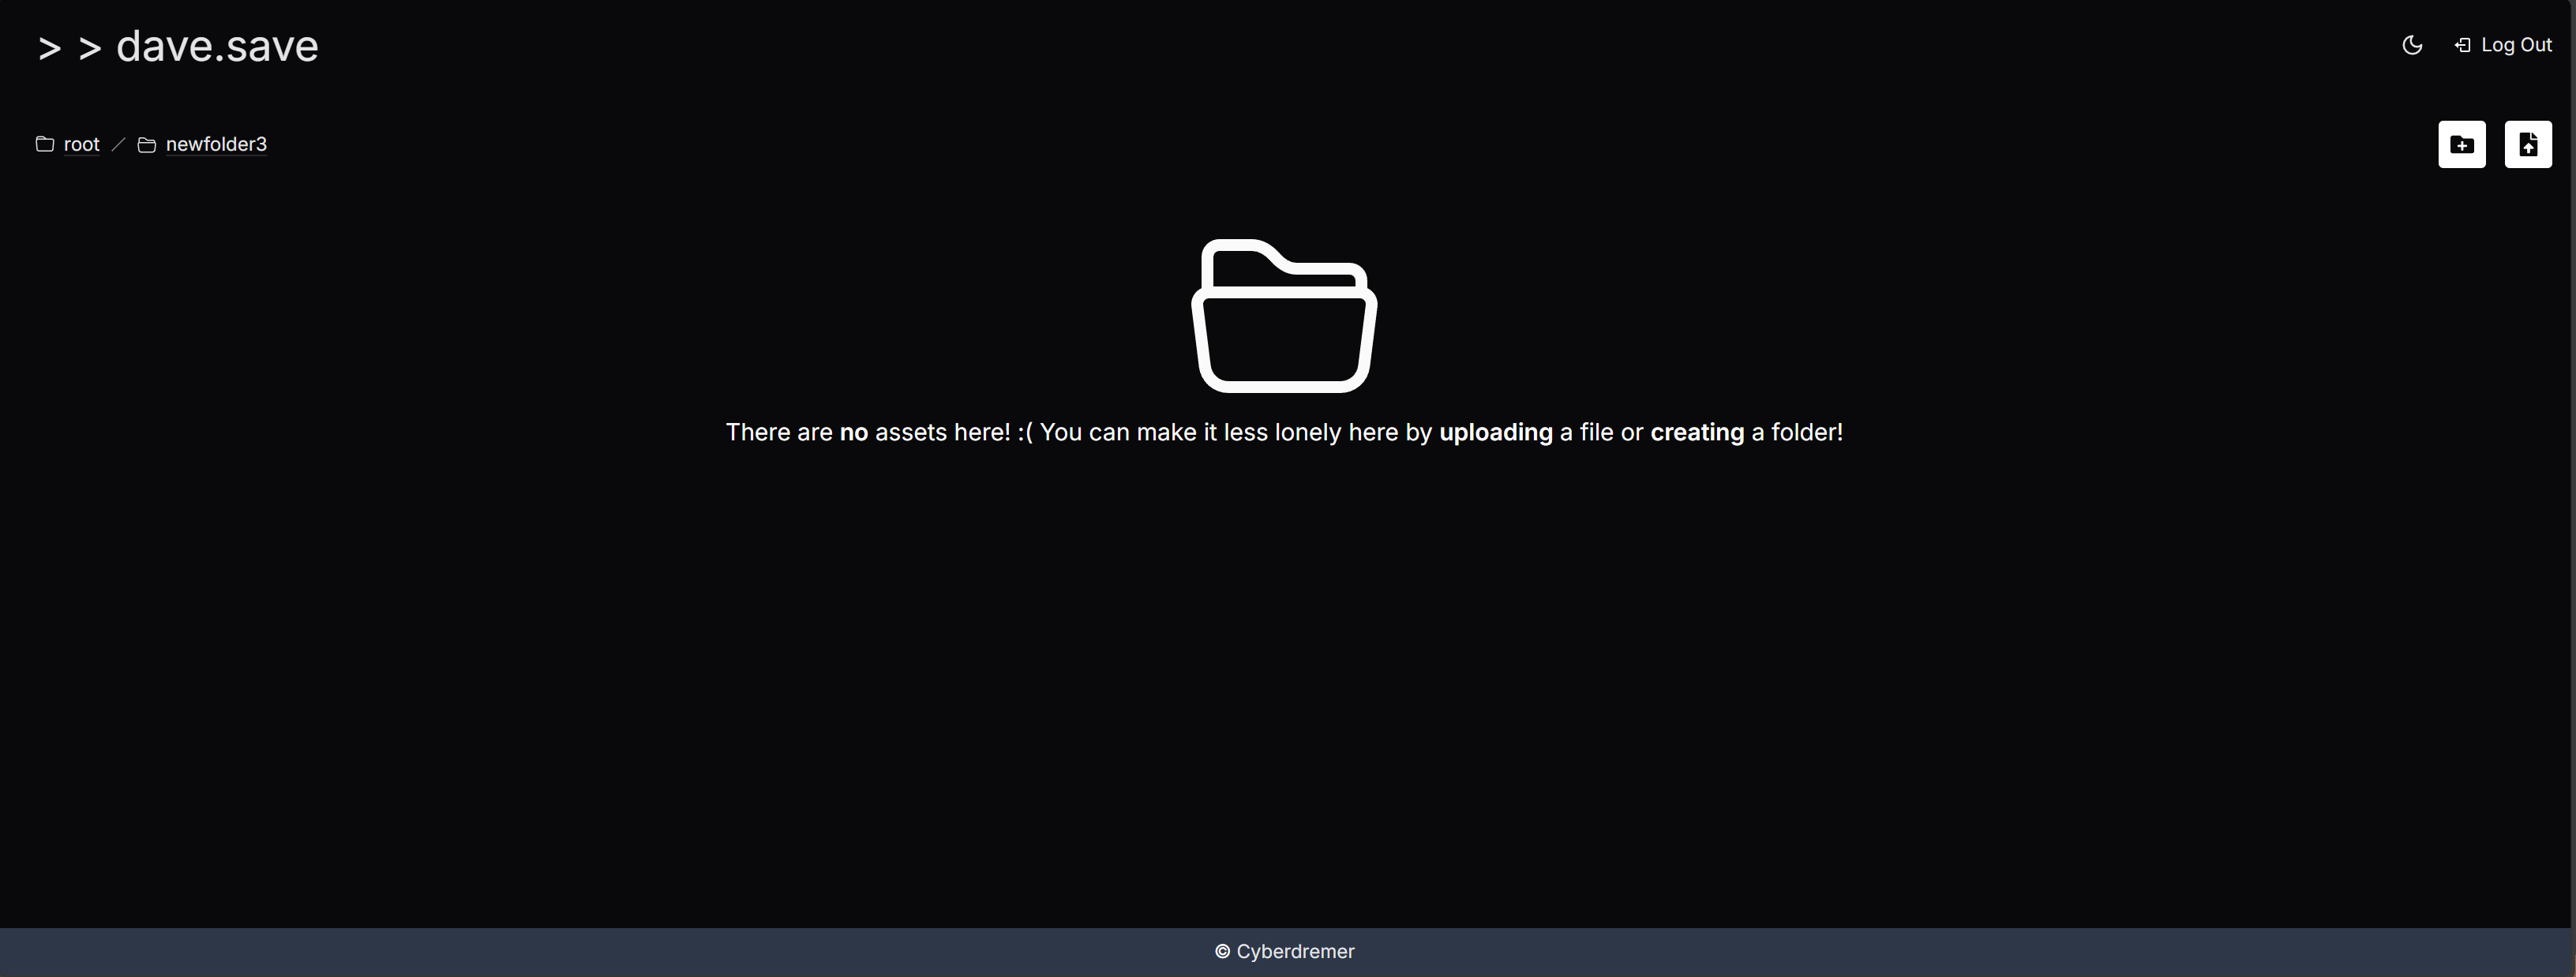 > > dave.save
Log Out
root / newfolder3
There are no assets here! :( You can make it less lonely here by uploading a file or creating a folder!
© Cyberdremer